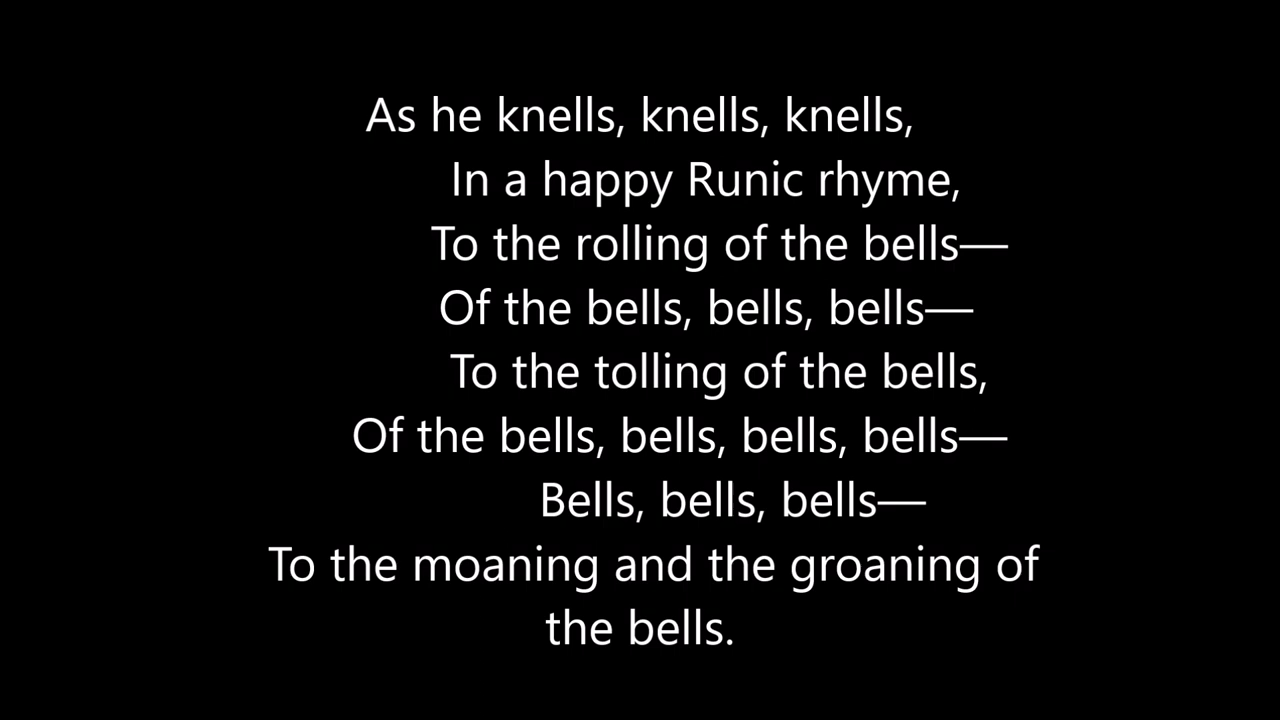 As he knells, knells, knells,
In a happy Runic rhyme,
To the rolling of the bells—
Of the bells, bells, bells—
To the tolling of the bells,
Of the bells, bells, bells, bells—
Bells, bells, bells—
To the moaning and the groaning of
the bells.